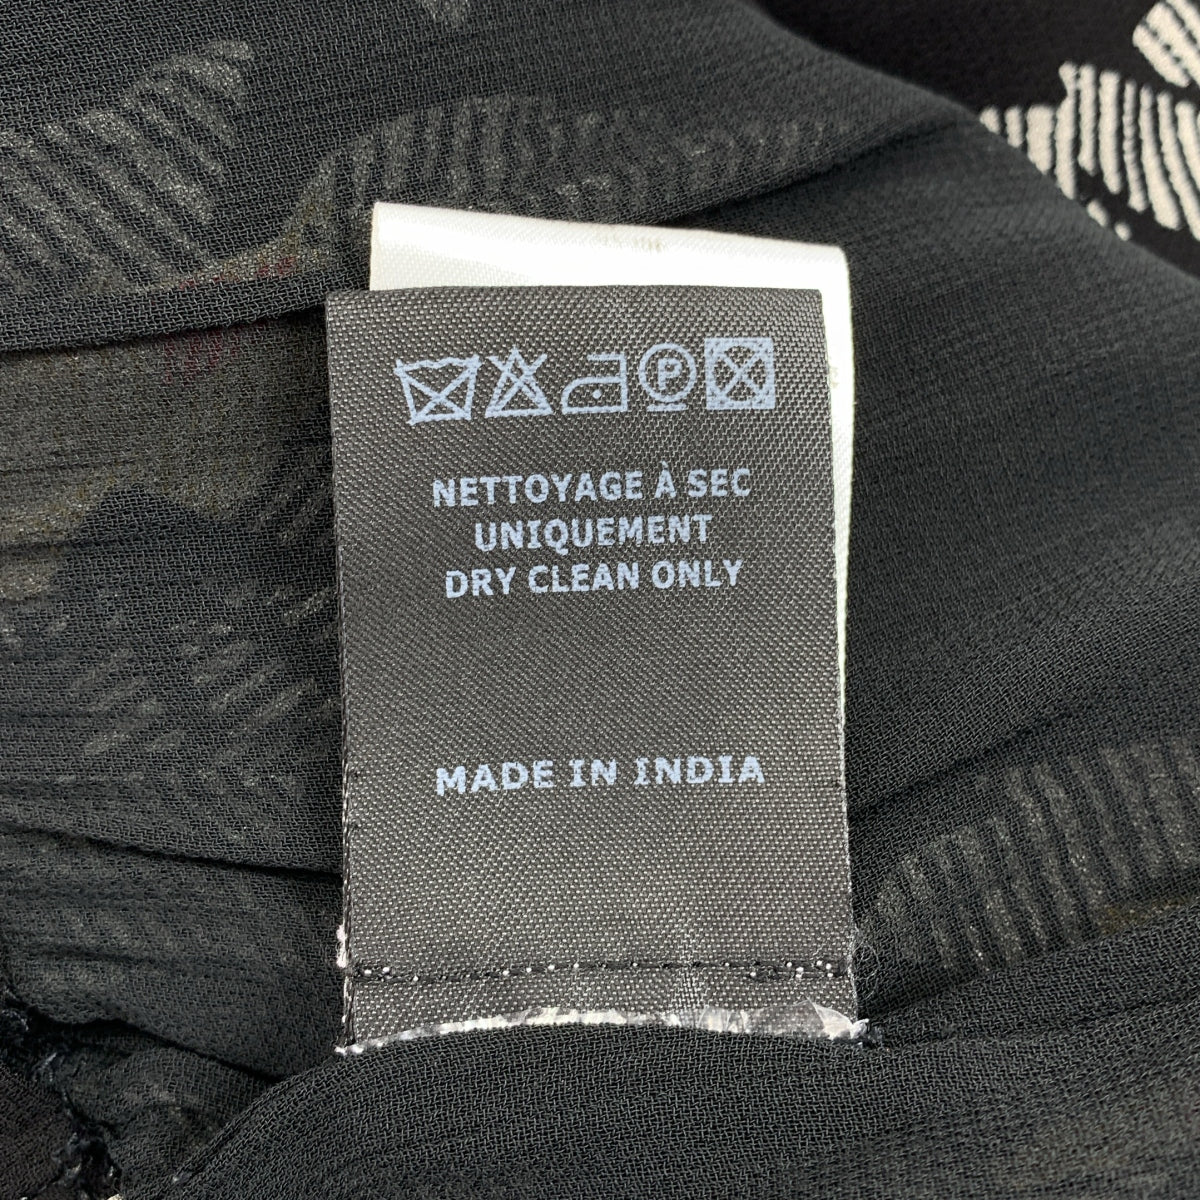 P
NETTOYAGE À SEC
UNIQUEMENT
DRY CLEAN ONLY
MADE IN INDIA